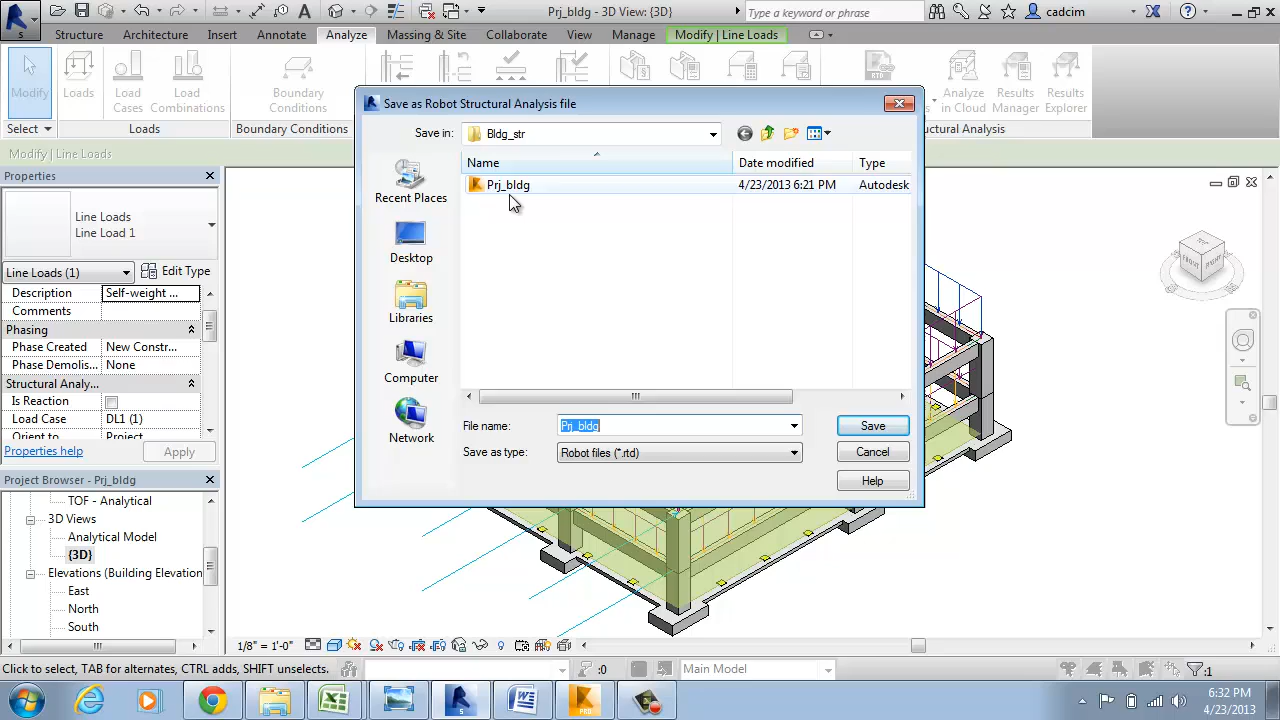 Prj_bldg - 3D View: {3D}
Type a keyword or phrase
cadcim
S
Structure
Architecture
Insert
Annotate
Analyze
Massing & Site
Collaborate
View
Manage
Modify | Line Loads
Modify
Loads
Load Cases
Load Combinations
Boundary Conditions
RTD
Analyze in Cloud
Results Manager
Results Explorer
Select
Loads
Boundary Conditions
Structural Analysis
Modify | Line Loads
Properties
Line Loads
Line Load 1
Line Loads (1)
Edit Type
Description
Self-weight ...
Comments
Phasing
Phase Created
New Constr...
Phase Demolis...
None
Structural Analy...
Is Reaction
Load Case
DL1 (1)
Orient to
Project
Properties help
Apply
Project Browser - Prj_bldg
TOF - Analytical
3D Views
Analytical Model
{3D}
Elevations (Building Elevation
East
North
South
Save as Robot Structural Analysis file
Save in:
Bldg_str
Recent Places
Desktop
Libraries
Computer
Network
Name
Date modified
Type
Prj_bldg
4/23/2013 6:21 PM
Autodesk
File name:
Prj_bldg
Save
Save as type:
Robot files (*.rtd)
Cancel
Help
TOP
FRONT
RIGHT
1/8" = 1'-0"
Click to select, TAB for alternates, CTRL adds, SHIFT unselects.
:0
Main Model
:1
6:32 PM
4/23/2013